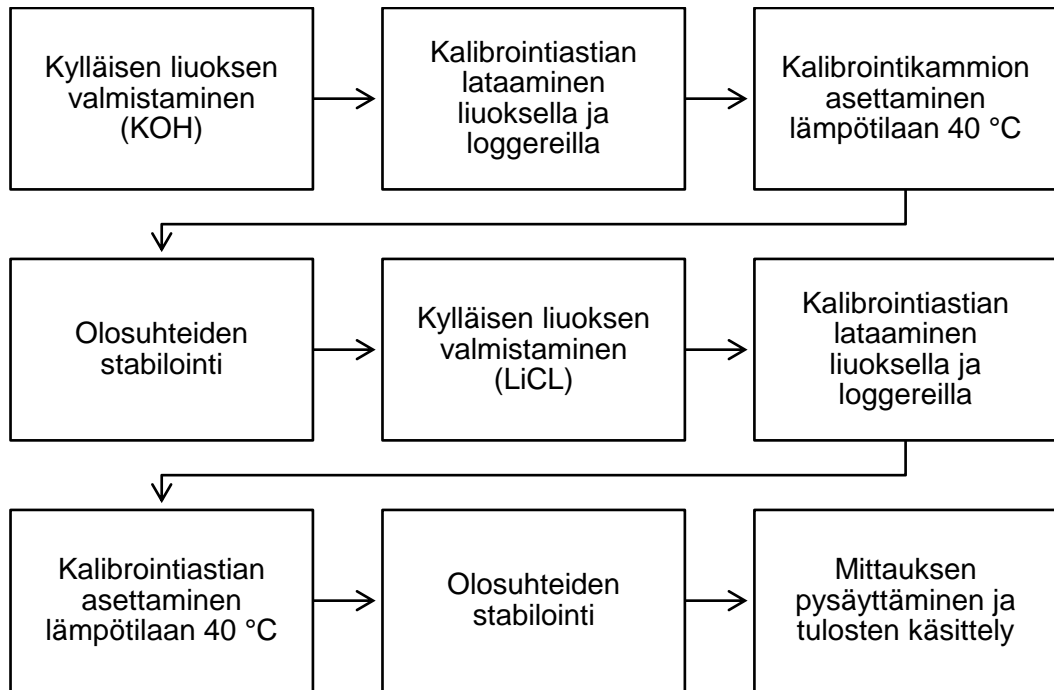 Kylläisen liuoksen
valmistaminen
(KOH)
Kalibrointiastian
lataaminen
liuoksella ja
loggereilla
Kalibrointikammion
asettaminen
lämpötilaan 40 °C
Olosuhteiden
stabilointi
Kylläisen liuoksen
valmistaminen
(LiCL)
Kalibrointiastian
lataaminen
liuoksella ja
loggereilla
Kalibrointiastian
asettaminen
lämpötilaan 40 °C
Olosuhteiden
stabilointi
Mittauksen
pysäyttäminen ja
tulosten käsittely